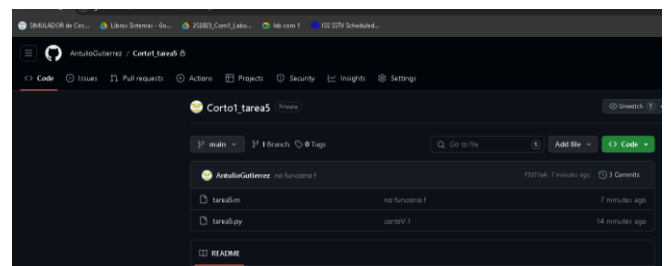 SIMULADOR de Circ... Libros Sistemas - Go... 252023_Com1_Labo... lab com 1 ISS SSTV Scheduled...
AntulioGutierrez / Corto1_tarea5
Code Issues Pull requests Actions Projects Security Insights Settings
Corto1_tarea5 Private Unwatch 1
main 1 Branch 0 Tags Go to file t Add file Code
AntulioGutierrez no funciona f 7 minutes ago 3 Commits
tarea5.m no funciona f 7 minutes ago
tarea5.py cortoV.1 14 minutes ago
README